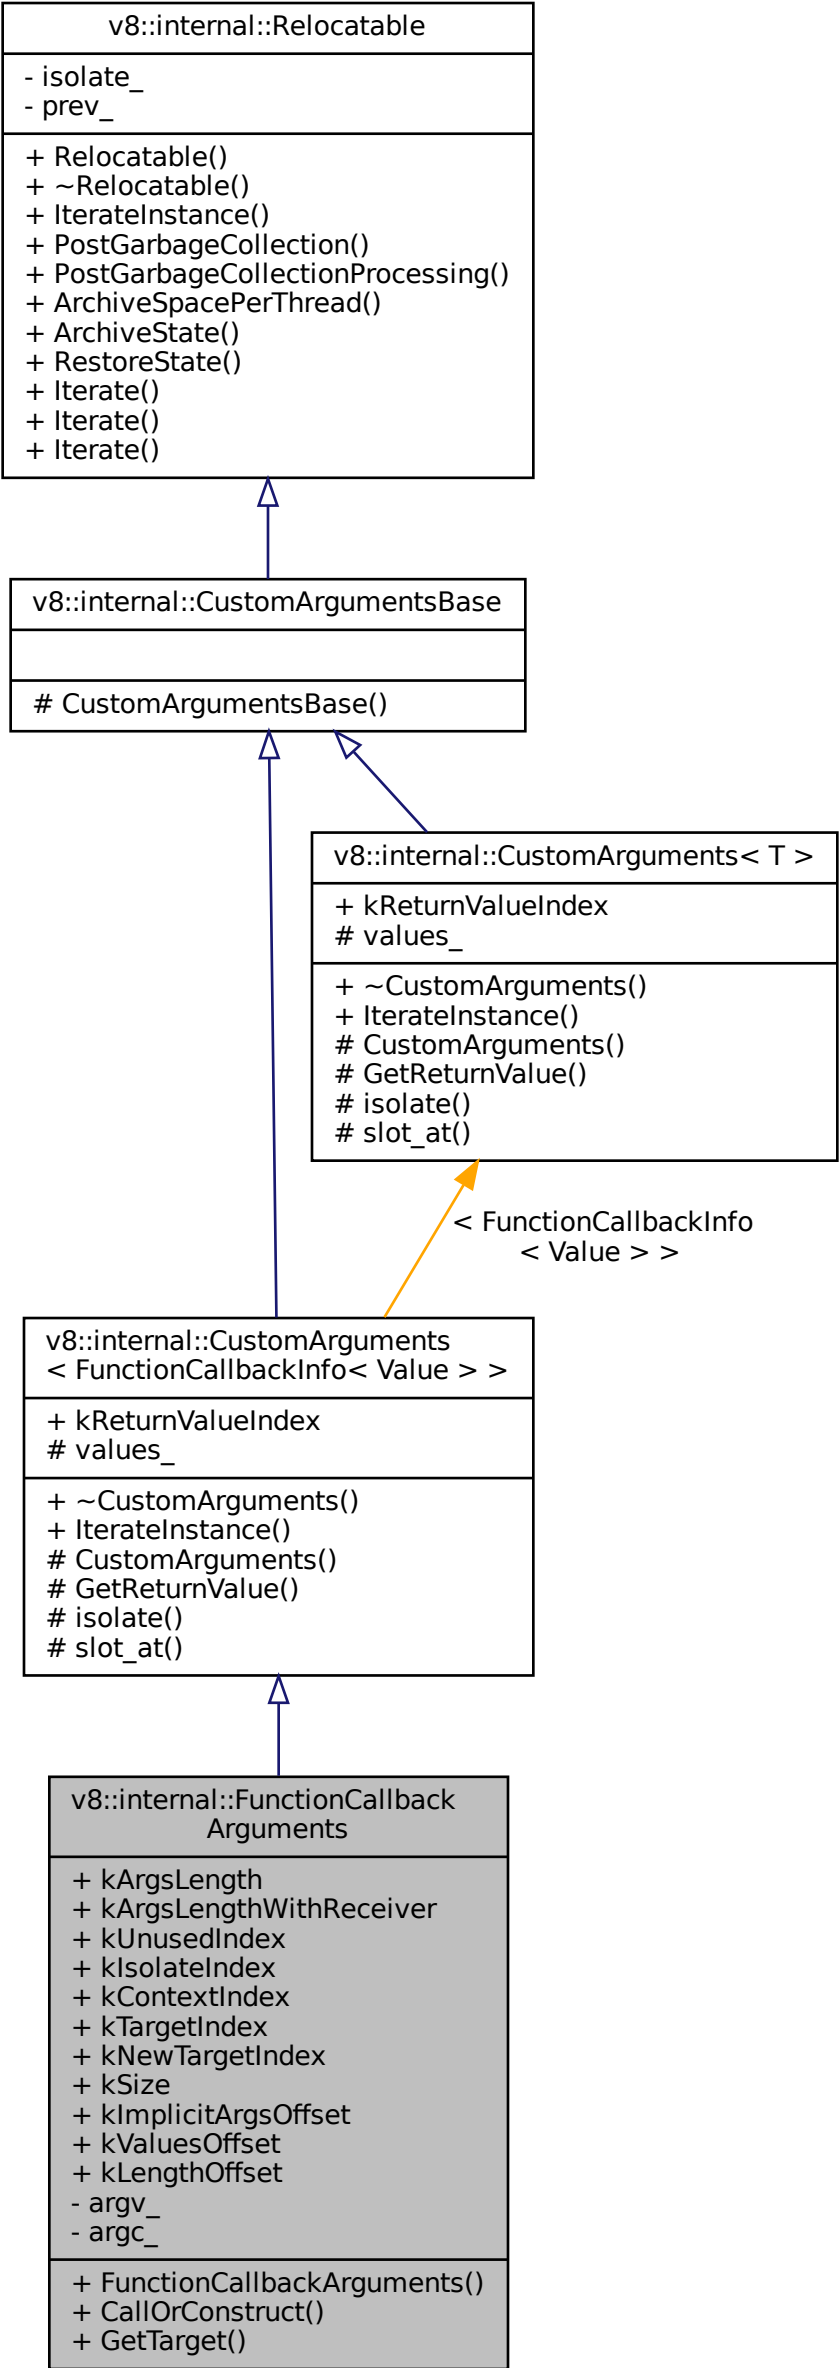 v8::internal::Relocatable
- isolate_
- prev_
+ Relocatable()
+ ~Relocatable()
+ IterateInstance()
+ PostGarbageCollection()
+ PostGarbageCollectionProcessing()
+ ArchiveSpacePerThread()
+ ArchiveState()
+ RestoreState()
+ Iterate()
+ Iterate()
+ Iterate()
v8::internal::CustomArgumentsBase
# CustomArgumentsBase()
v8::internal::CustomArguments< T >
+ kReturnValueIndex
# values_
+ ~CustomArguments()
+ IterateInstance()
# CustomArguments()
# GetReturnValue()
# isolate()
# slot_at()
< FunctionCallbackInfo
< Value > >
v8::internal::CustomArguments
< FunctionCallbackInfo< Value > >
+ kReturnValueIndex
# values_
+ ~CustomArguments()
+ IterateInstance()
# CustomArguments()
# GetReturnValue()
# isolate()
# slot_at()
v8::internal::FunctionCallback
Arguments
+ kArgsLength
+ kArgsLengthWithReceiver
+ kUnusedIndex
+ kIsolateIndex
+ kContextIndex
+ kTargetIndex
+ kNewTargetIndex
+ kSize
+ kImplicitArgsOffset
+ kValuesOffset
+ kLengthOffset
- argv_
- argc_
+ FunctionCallbackArguments()
+ CallOrConstruct()
+ GetTarget()